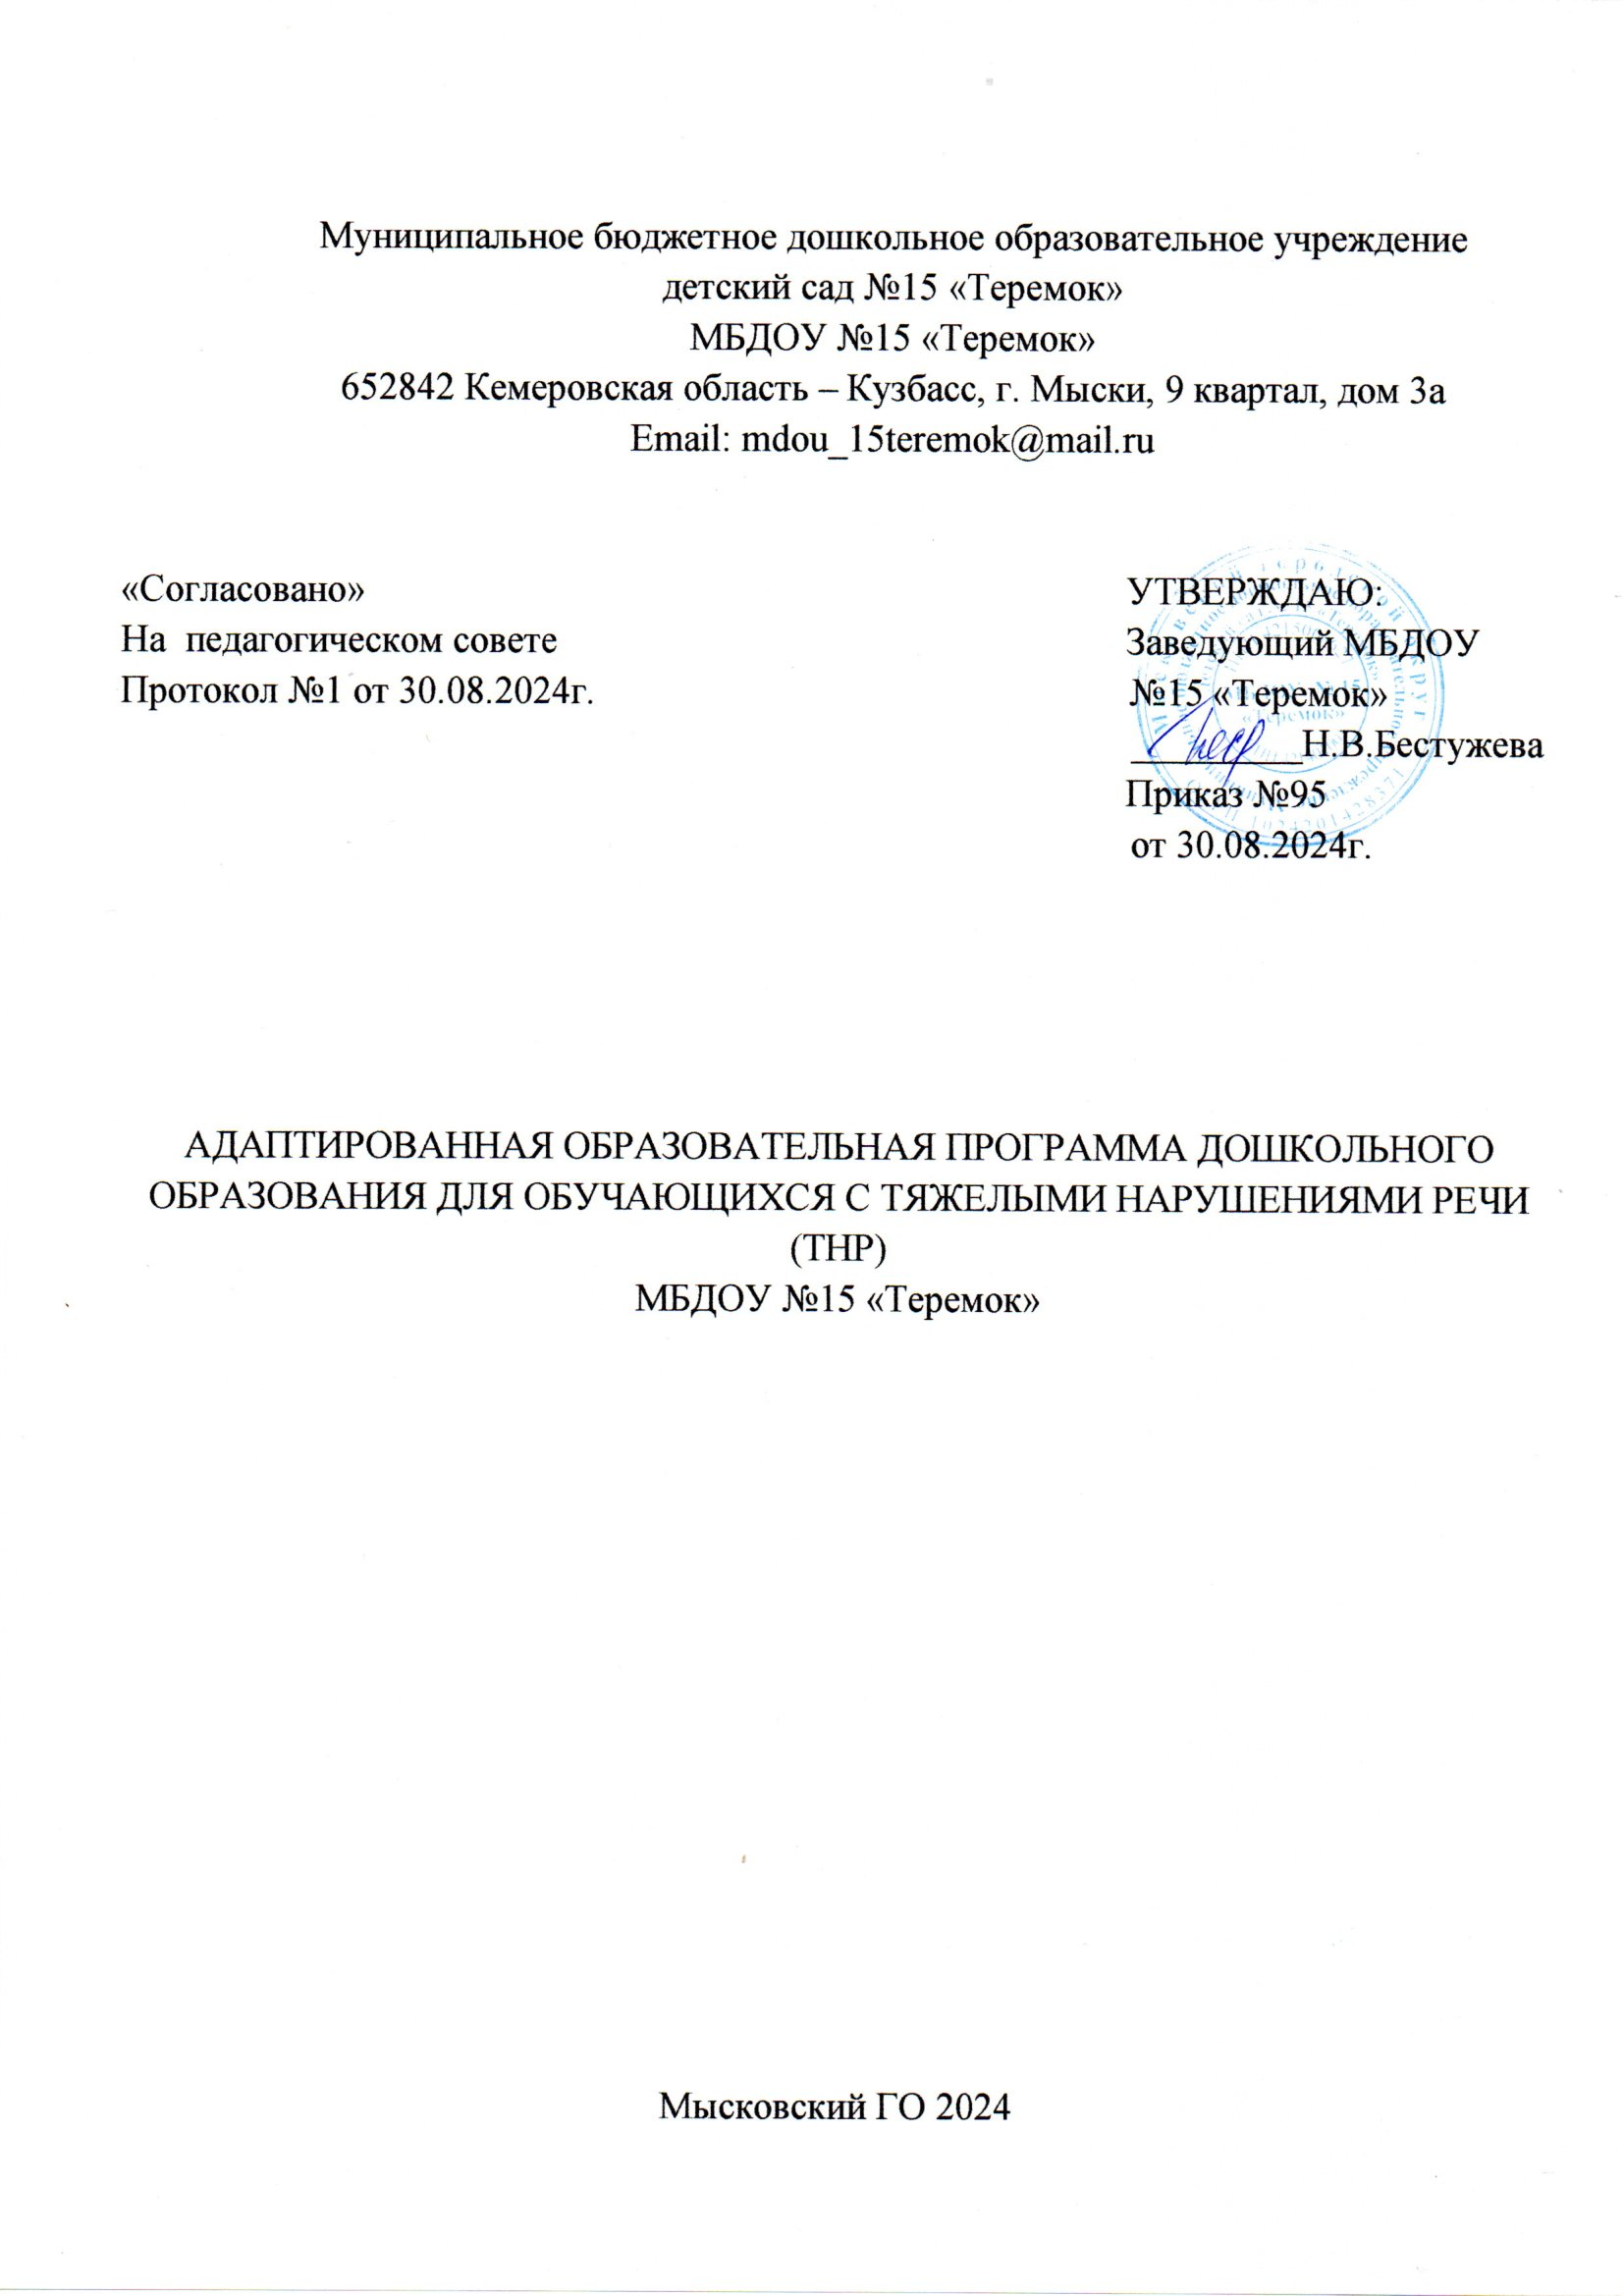 Муниципальное бюджетное дошкольное образовательное учреждение
детский сад №15 «Теремок»
МБДОУ №15 «Теремок»
652842 Кемеровская область – Кузбасс, г. Мыски, 9 квартал, дом 3а
Email: mdou_15teremok@mail.ru
«Согласовано»
На педагогическом совете
Протокол №1 от 30.08.2024г.
УТВЕРЖДАЮ:
Заведующий МБДОУ
№15 «Теремок»
Н.В.Бестужева
Приказ №95
от 30.08.2024г.
АДАПТИРОВАННАЯ ОБРАЗОВАТЕЛЬНАЯ ПРОГРАММА ДОШКОЛЬНОГО
ОБРАЗОВАНИЯ ДЛЯ ОБУЧАЮЩИХСЯ С ТЯЖЕЛЫМИ НАРУШЕНИЯМИ РЕЧИ
(ТНР)
МБДОУ №15 «Теремок»
Мысковский ГО 2024